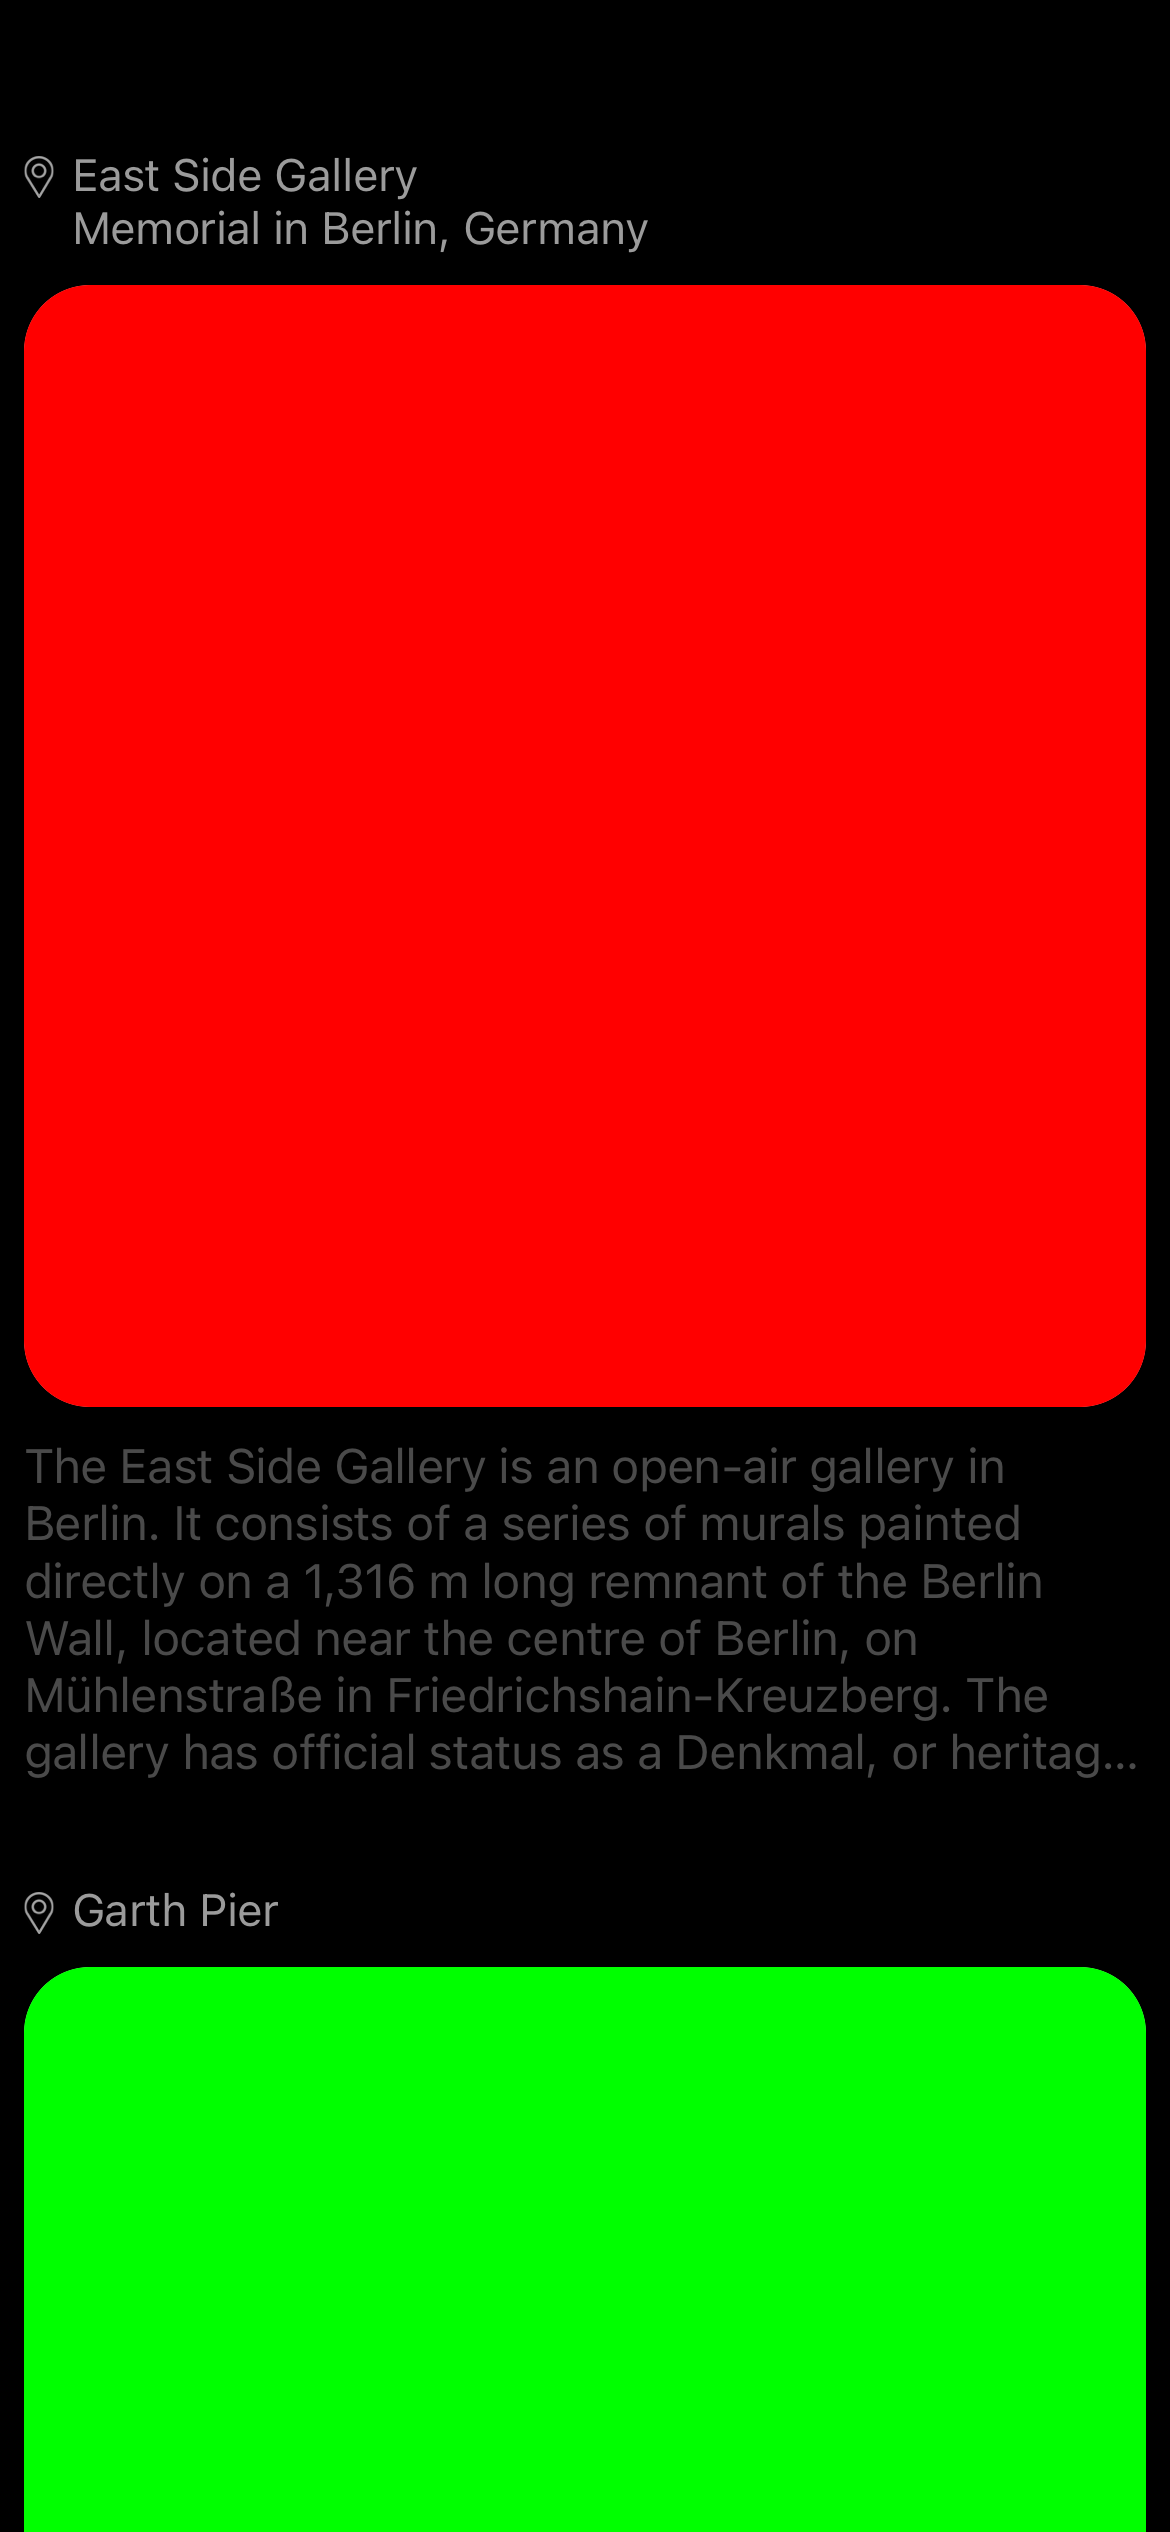 East Side Gallery
Memorial in Berlin, Germany
The East Side Gallery is an open-air gallery in
Berlin. It consists of a series of murals painted
directly on a 1,316 m long remnant of the Berlin
Wall, located near the centre of Berlin, on
Mühlenstraße in Friedrichshain-Kreuzberg. The
gallery has official status as a Denkmal, or heritag...
Garth Pier